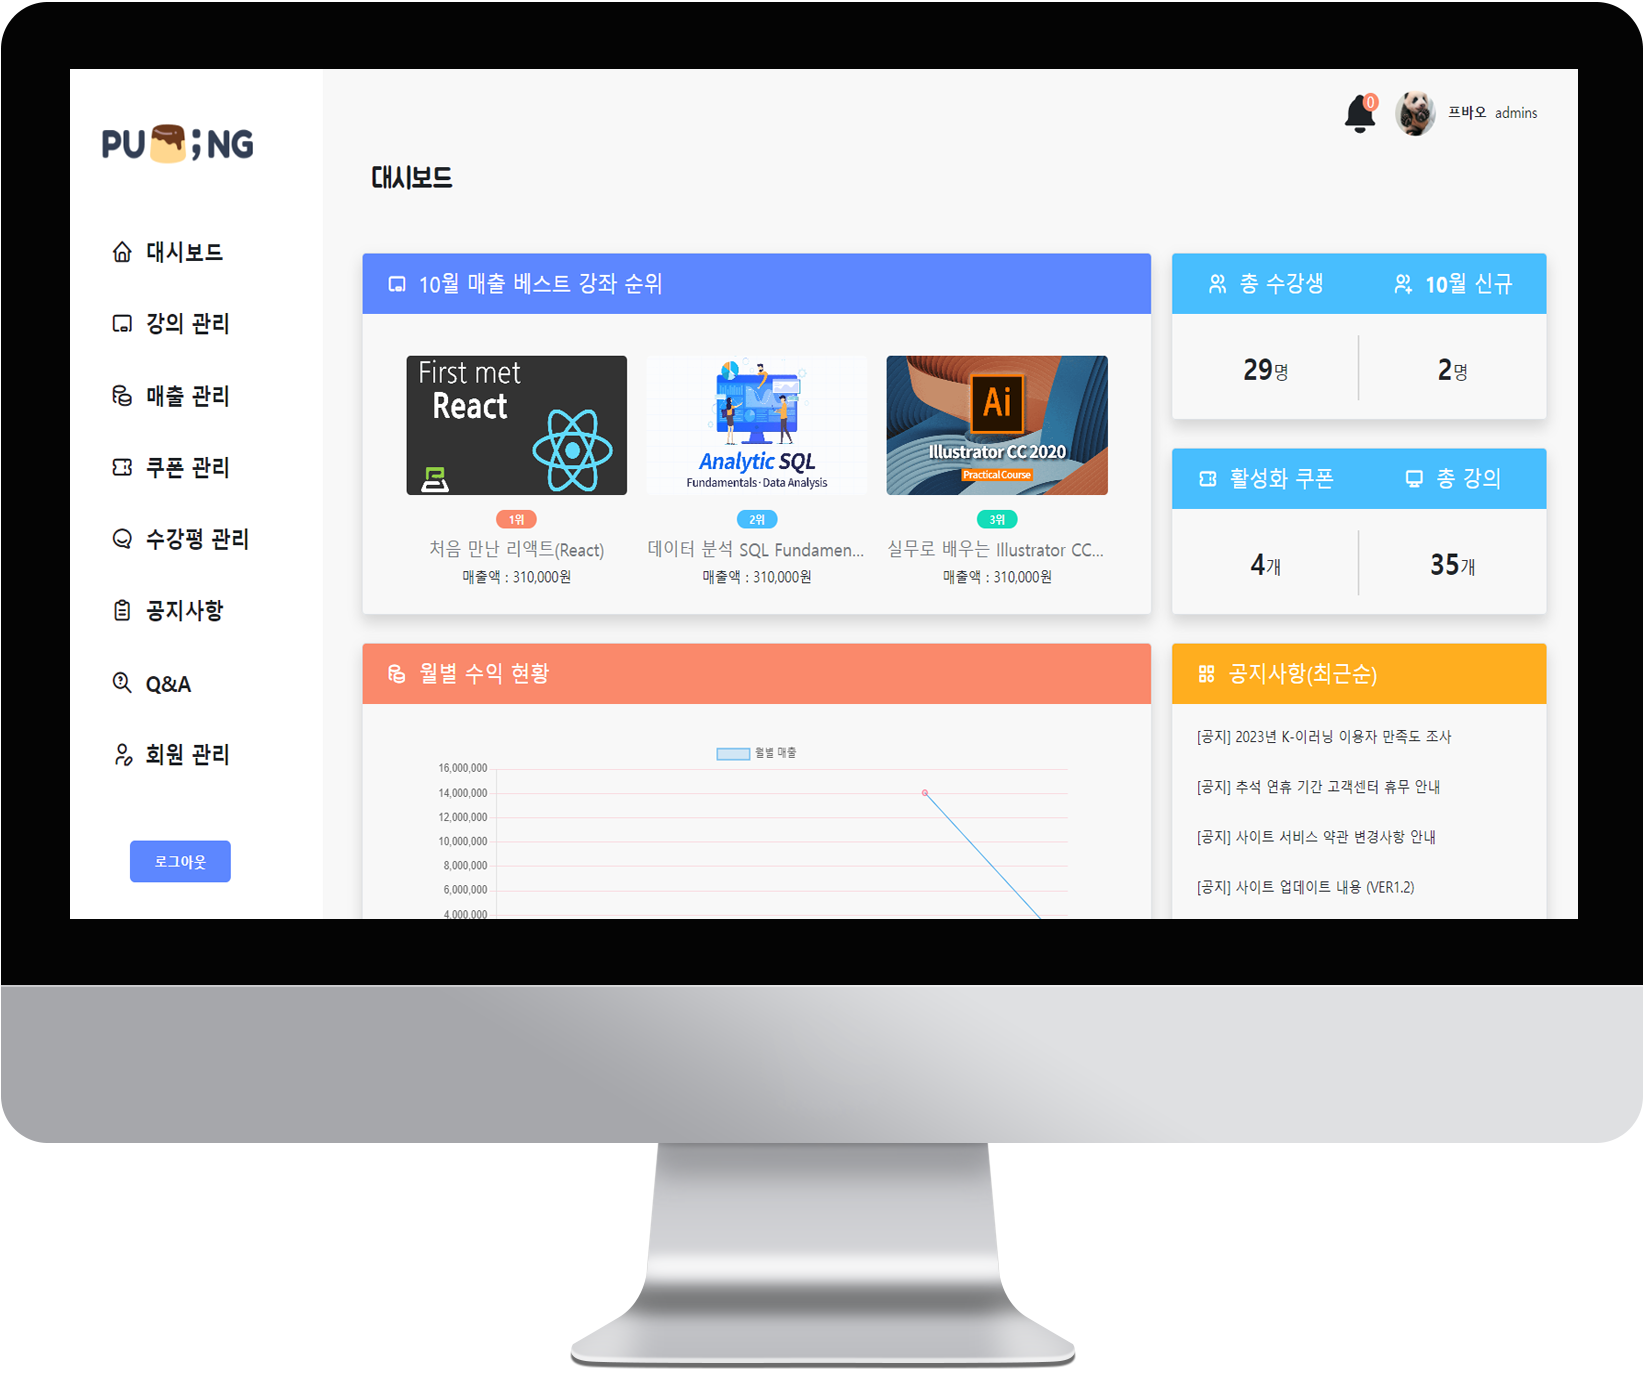 PU;NG
0
프바오 admins
대시보드
대시보드
강의 관리
매출 관리
쿠폰 관리
수강평 관리
공지사항
Q&A
회원 관리
로그아웃
10월 매출 베스트 강좌 순위
First met
React
Analytic SQL
Fundamentals·Data Analysis
Ai
Illustrator CC 2020
Practical Course
1위
2위
3위
처음 만난 리액트(React)
데이터 분석 SQL Fundamen...
실무로 배우는 Illustrator CC...
매출액 : 310,000원
매출액 : 310,000원
매출액 : 310,000원
총 수강생
10월 신규
29명
2명
활성화 쿠폰
총 강의
4개
35개
월별 수익 현황
월별 매출
16,000,000
14,000,000
12,000,000
10,000,000
8,000,000
6,000,000
4,000,000
공지사항(최근순)
[공지] 2023년 K-이러닝 이용자 만족도 조사
[공지] 추석 연휴 기간 고객센터 휴무 안내
[공지] 사이트 서비스 약관 변경사항 안내
[공지] 사이트 업데이트 내용 (VER1.2)